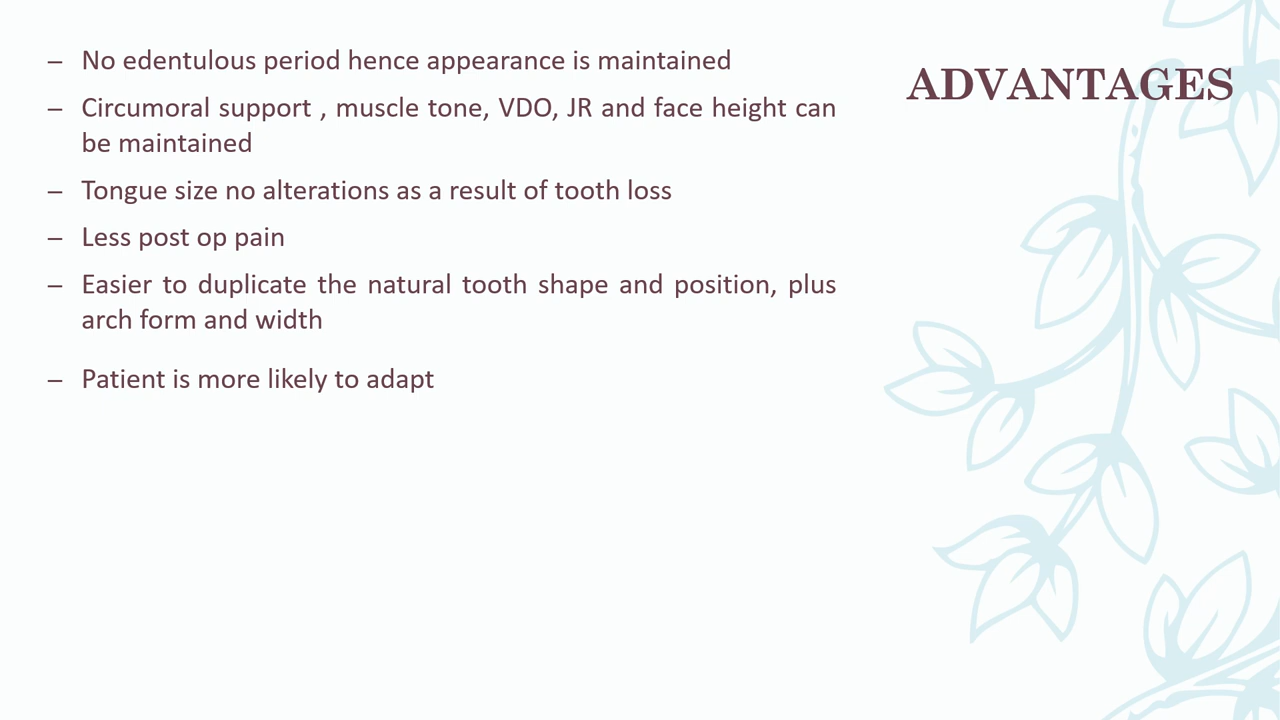 ADVANTAGES
– No edentulous period hence appearance is maintained
– Circumoral support , muscle tone, VDO, JR and face height can
be maintained
– Tongue size no alterations as a result of tooth loss
– Less post op pain
– Easier to duplicate the natural tooth shape and position, plus
arch form and width
– Patient is more likely to adapt